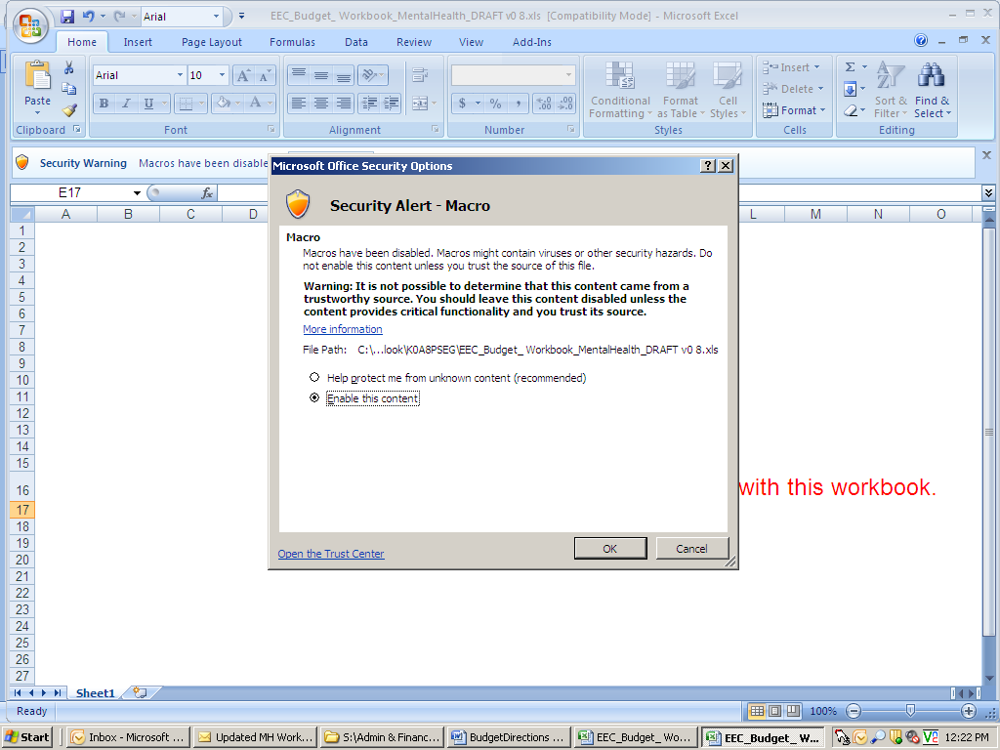 Arial
EEC_Budget_ Workbook_MentalHealth_DRAFT v0 8.xls [Compatibility Mode] - Microsoft Excel
Home Insert Page Layout Formulas Data Review View Add-Ins
Paste
Arial 10
B I U
A A A
$ % ,
Conditional Formatting
Format as Table
Cell Styles
Insert
Delete
Format
Σ
Sort & Filter
Find & Select
Clipboard Font Alignment Number Styles Cells Editing
Security Warning Macros have been disable
E17 fx
A B C D L M N O
1
2
3
4
5
6
7
8
9
10
11
12
13
14
15
16
17
18
19
20
21
22
23
24
25
26
27
Microsoft Office Security Options
Security Alert - Macro
Macro
Macros have been disabled. Macros might contain viruses or other security hazards. Do
not enable this content unless you trust the source of this file.
Warning: It is not possible to determine that this content came from a
trustworthy source. You should leave this content disabled unless the
content provides critical functionality and you trust its source.
More information
File Path: C:\...look\K0A8PSEG\EEC_Budget_ Workbook_MentalHealth_DRAFT v0 8.xls
Help protect me from unknown content (recommended)
Enable this content
with this workbook.
Open the Trust Center
OK Cancel
Sheet1
Ready 100%
Start Inbox - Microsoft ... Updated MH Work... S:\Admin & Financ... BudgetDirections ... EEC_Budget_ Wo... EEC_Budget_ W... 12:22 PM